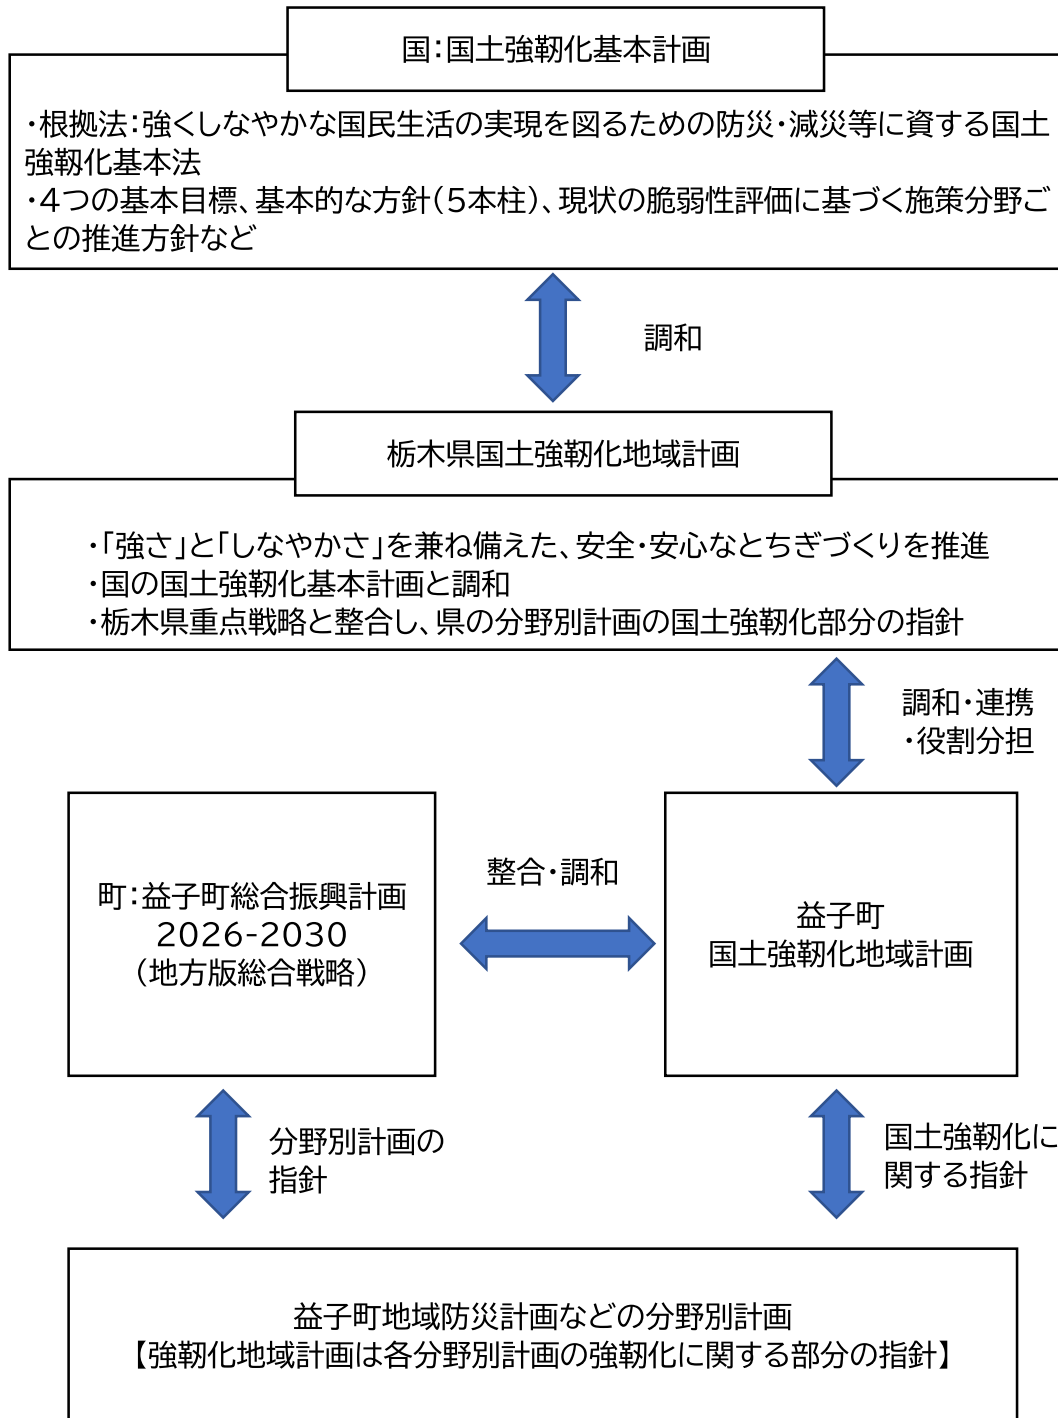 国：国土強靭化基本計画
・根拠法：強くしなやかな国民生活の実現を図るための防災・減災等に資する国土
強靱化基本法
・４つの基本目標、基本的な方針（５本柱）、現状の脆弱性評価に基づく施策分野ご
との推進方針など
調和
栃木県国土強靭化地域計画
・「強さ」と「しなやかさ」を兼ね備えた、安全・安心なとちぎづくりを推進
・国の国土強靭化基本計画と調和
・栃木県重点戦略と整合し、県の分野別計画の国土強靭化部分の指針
調和・連携
・役割分担
町：益子町総合振興計画
2026-2030
（地方版総合戦略）
整合・調和
益子町
国土強靭化地域計画
分野別計画の
指針
国土強靭化に
関する指針
益子町地域防災計画などの分野別計画
【強靭化地域計画は各分野別計画の強靭化に関する部分の指針】